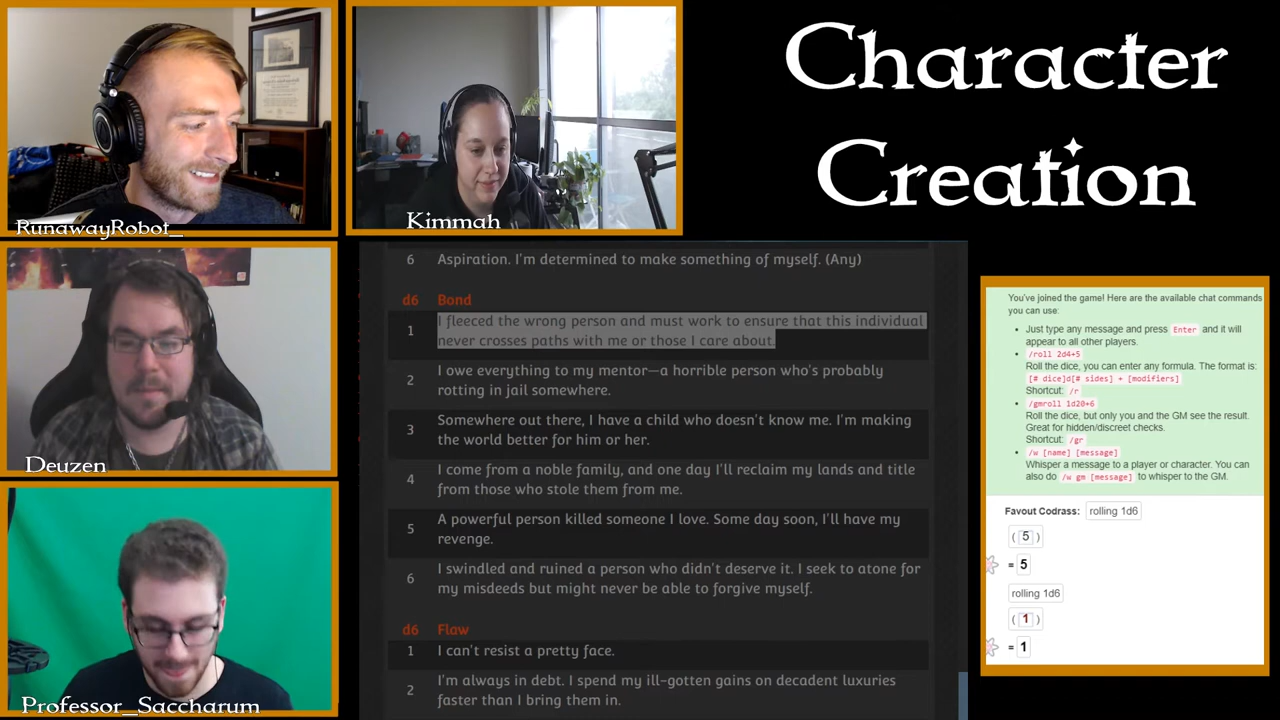 Character
Creation
RunawayRobot_
Kimmah
Deuzen
Professor_Saccharum
6 Aspiration. I'm determined to make something of myself. (Any)
d6 Bond
1 I fleeced the wrong person and must work to ensure that this individual
never crosses paths with me or those I care about.
2 I owe everything to my mentor—a horrible person who's probably
rotting in jail somewhere.
3 Somewhere out there, I have a child who doesn't know me. I'm making
the world better for him or her.
4 I come from a noble family, and one day I'll reclaim my lands and title
from those who stole them from me.
5 A powerful person killed someone I love. Some day soon, I'll have my
revenge.
6 I swindled and ruined a person who didn't deserve it. I seek to atone for
my misdeeds but might never be able to forgive myself.
d6 Flaw
1 I can't resist a pretty face.
2 I'm always in debt. I spend my ill-gotten gains on decadent luxuries
faster than I bring them in.
You've joined the game! Here are the available chat commands
you can use:
• Just type any message and press Enter and it will
appear to all other players.
• /roll 2d4+5
Roll the dice, you can enter any formula. The format is:
[# dice]d[# sides] + [modifiers]
Shortcut: /r
• /gmroll 1d20+6
Roll the dice, but only you and the GM see the result.
Great for hidden/discreet checks.
Shortcut: /gr
• /w [name] [message]
Whisper a message to a player or character. You can
also do /w gm [message] to whisper to the GM.
Favout Codrass: rolling 1d6
(5)
= 5
rolling 1d6
(1)
= 1